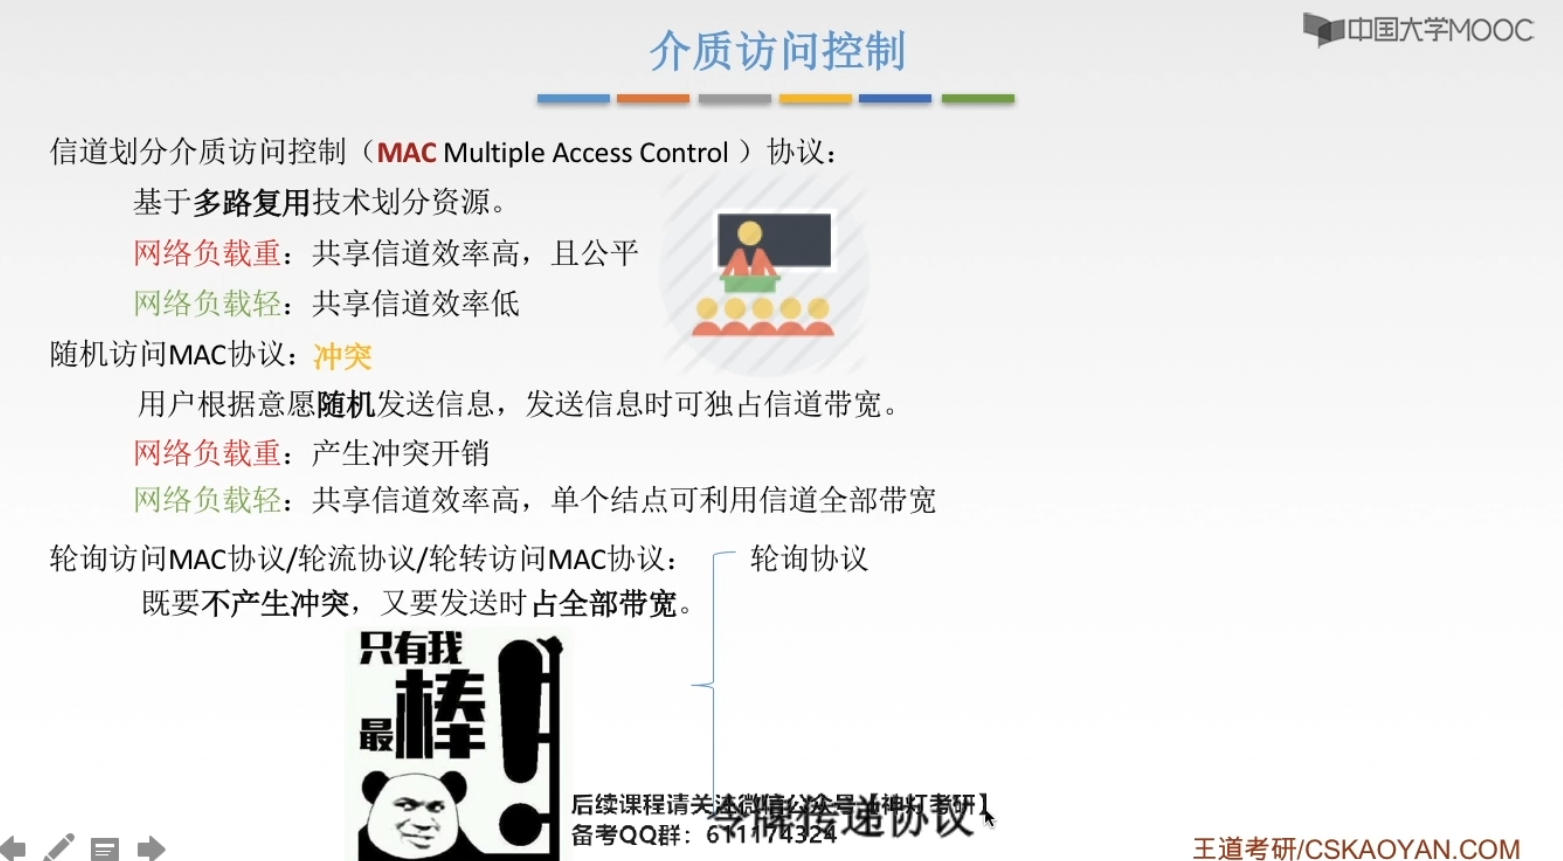 中国大学MOOC
介质访问控制
信道划分介质访问控制（MAC Multiple Access Control ）协议：
基于多路复用技术划分资源。
网络负载重：共享信道效率高，且公平
网络负载轻：共享信道效率低
随机访问MAC协议：冲突
用户根据意愿随机发送信息，发送信息时可独占信道带宽。
网络负载重：产生冲突开销
网络负载轻：共享信道效率高，单个结点可利用信道全部带宽
轮询访问MAC协议/轮流协议/轮转访问MAC协议：
轮询协议
既要不产生冲突，又要发送时占全部带宽。
只有我
最棒！
后续课程请关注微信公众号【神灯考研】
令牌传递协议
备考QQ群：611174324
王道考研/CSKAOYAN.COM